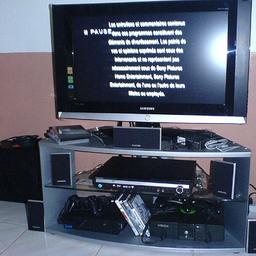 Les entretiens et commentaires contenus
PAUSE dans ces programmes constituent des
éléments de divertissement. Les points de
vue et opinions exprimés sont ceux des
intervenants et ne représentent pas
nécessairement ceux de Sony Pictures
Home Entertainment, de Sony Pictures
Entertainment, de l'une ou l'autre de leurs
filiales ou employés.
SAMSUNG